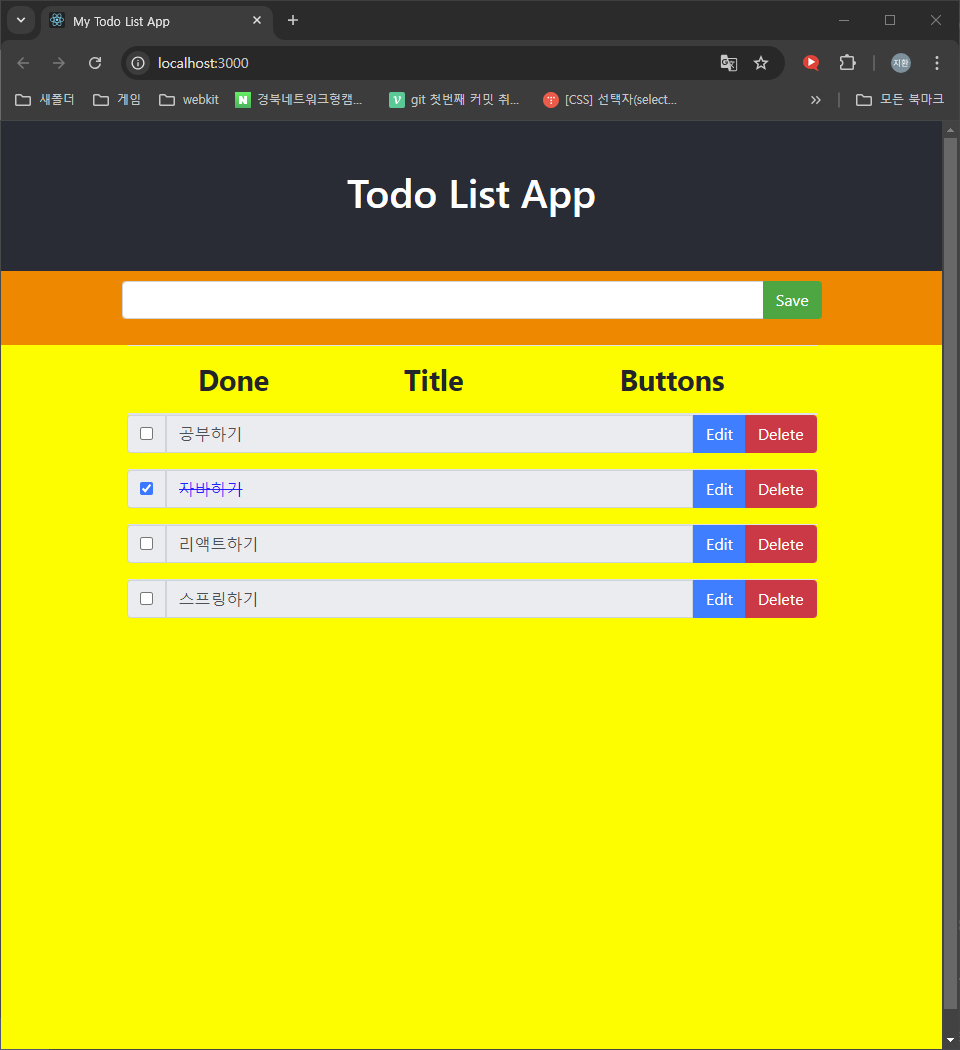 My Todo List App
localhost:3000
지환
새폴더 게임 webkit N 경북네트워크형캠... V git 첫번째 커밋 취... T [CSS] 선택자(select... » 모든 북마크
Todo List App
Save
Done Title Buttons
공부하기 Edit Delete
자바하기 Edit Delete
리액트하기 Edit Delete
스프링하기 Edit Delete